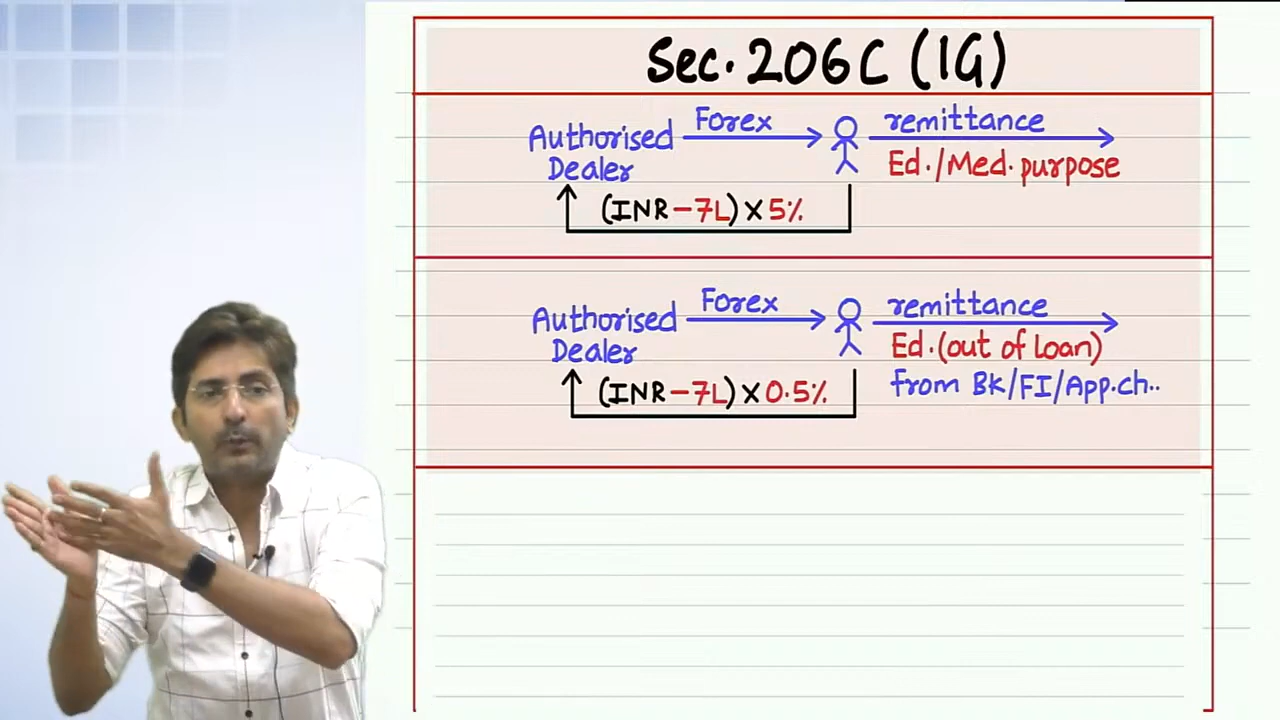 Sec. 206C (1G)
Authorised Dealer
Forex
remittance
Ed./Med. purpose
(INR-7L) × 5%
Authorised Dealer
Forex
remittance
Ed. (out of loan)
from Bk/FI/App.ch..
(INR-7L) × 0.5%